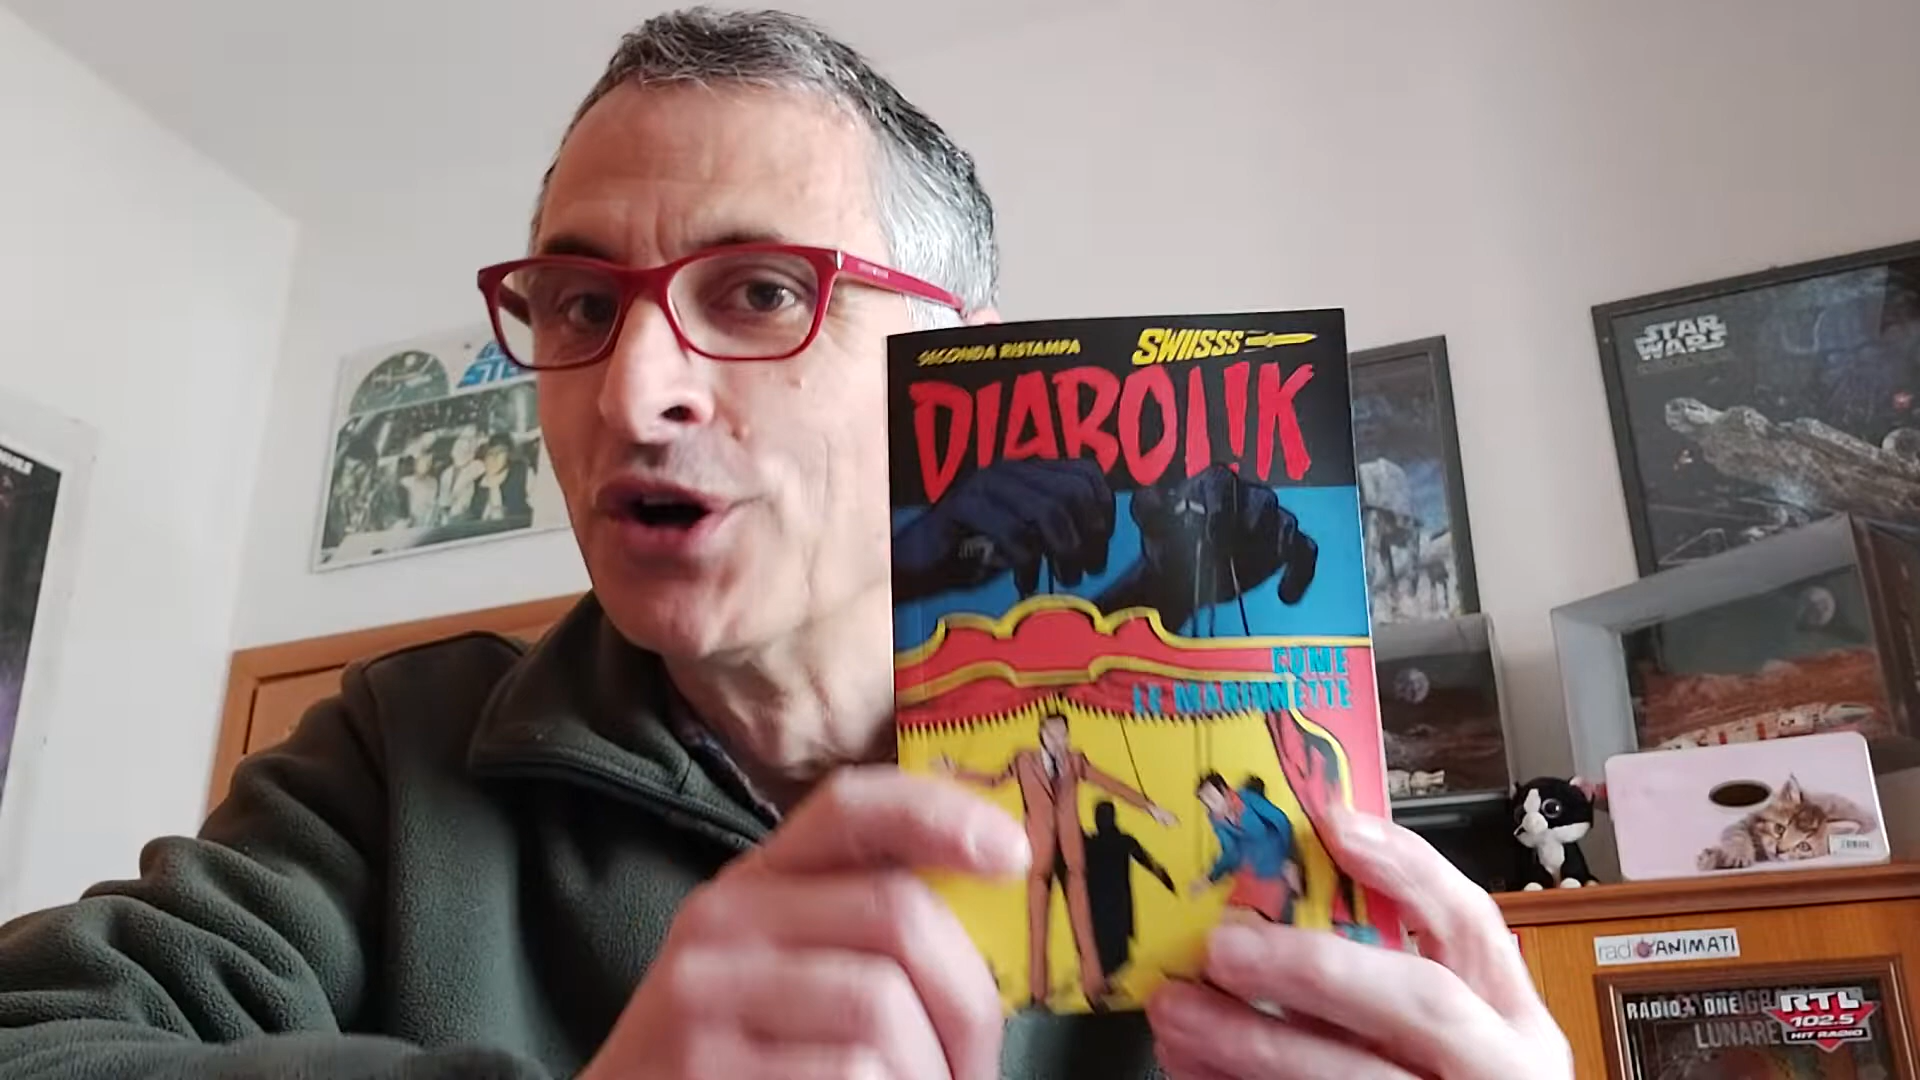 SECONDA RISTAMPA
SWIISSS
DIABOLIK
COME
LE MARIONETTE
STAR
WARS
radioANIMATI
RTL
102.5
HIT RADIO
LUNARE